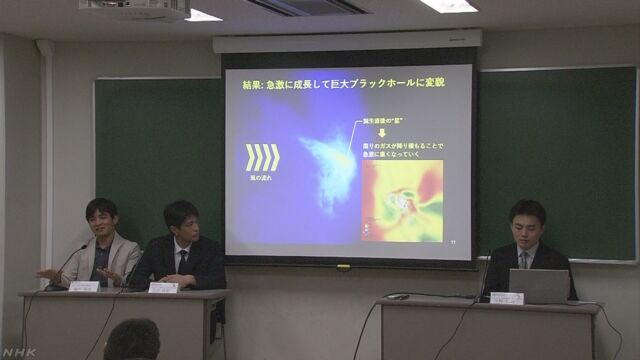 結果: 急激に成長して巨大ブラックホールに変貌
誕生直後の"星"
周りのガスが降り積もることで
急激に重くなっていく
風の流れ
11
NHK